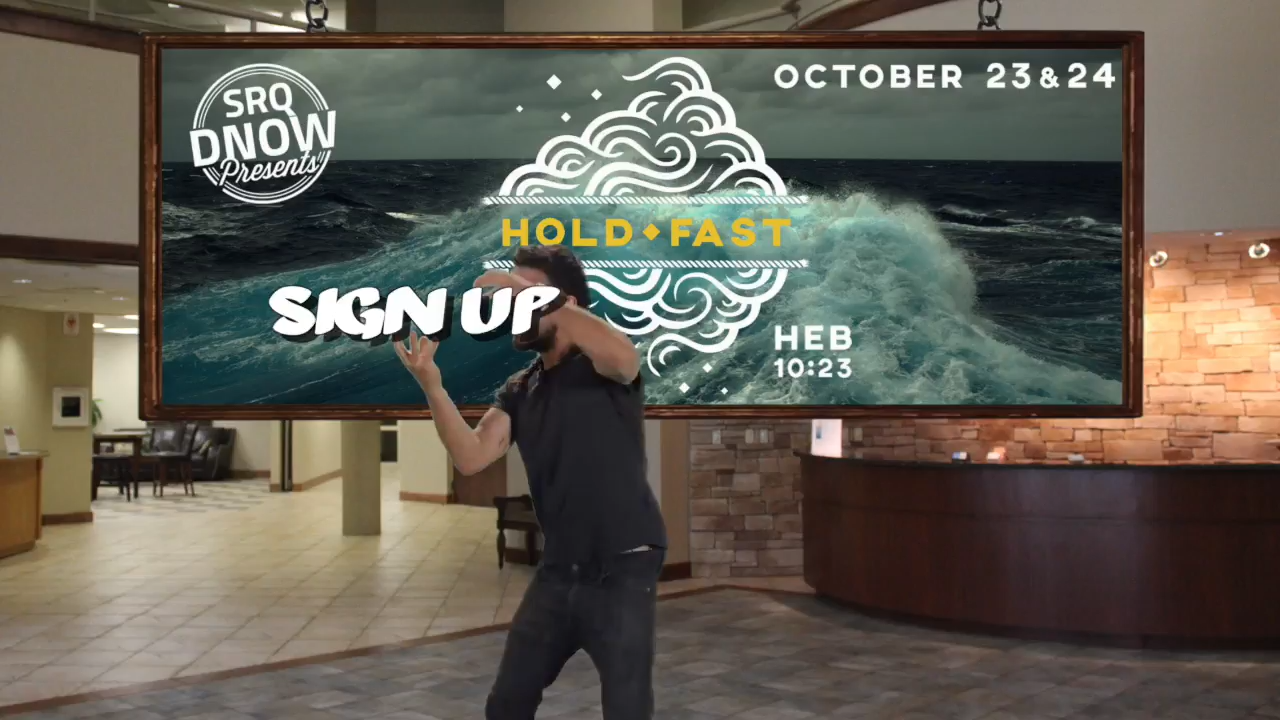 SRQ
DNOW
Presents
OCTOBER 23 & 24
HOLD FAST
SIGN UP
HEB
10:23